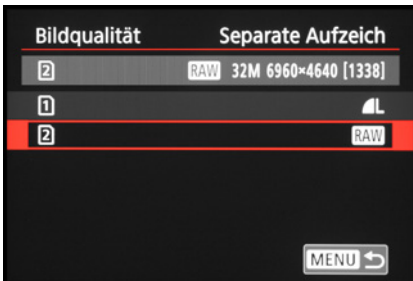 Bildqualität Separate Aufzeich
2 RAW 32M 6960×4640 [1338]
1 L
2 RAW
MENU